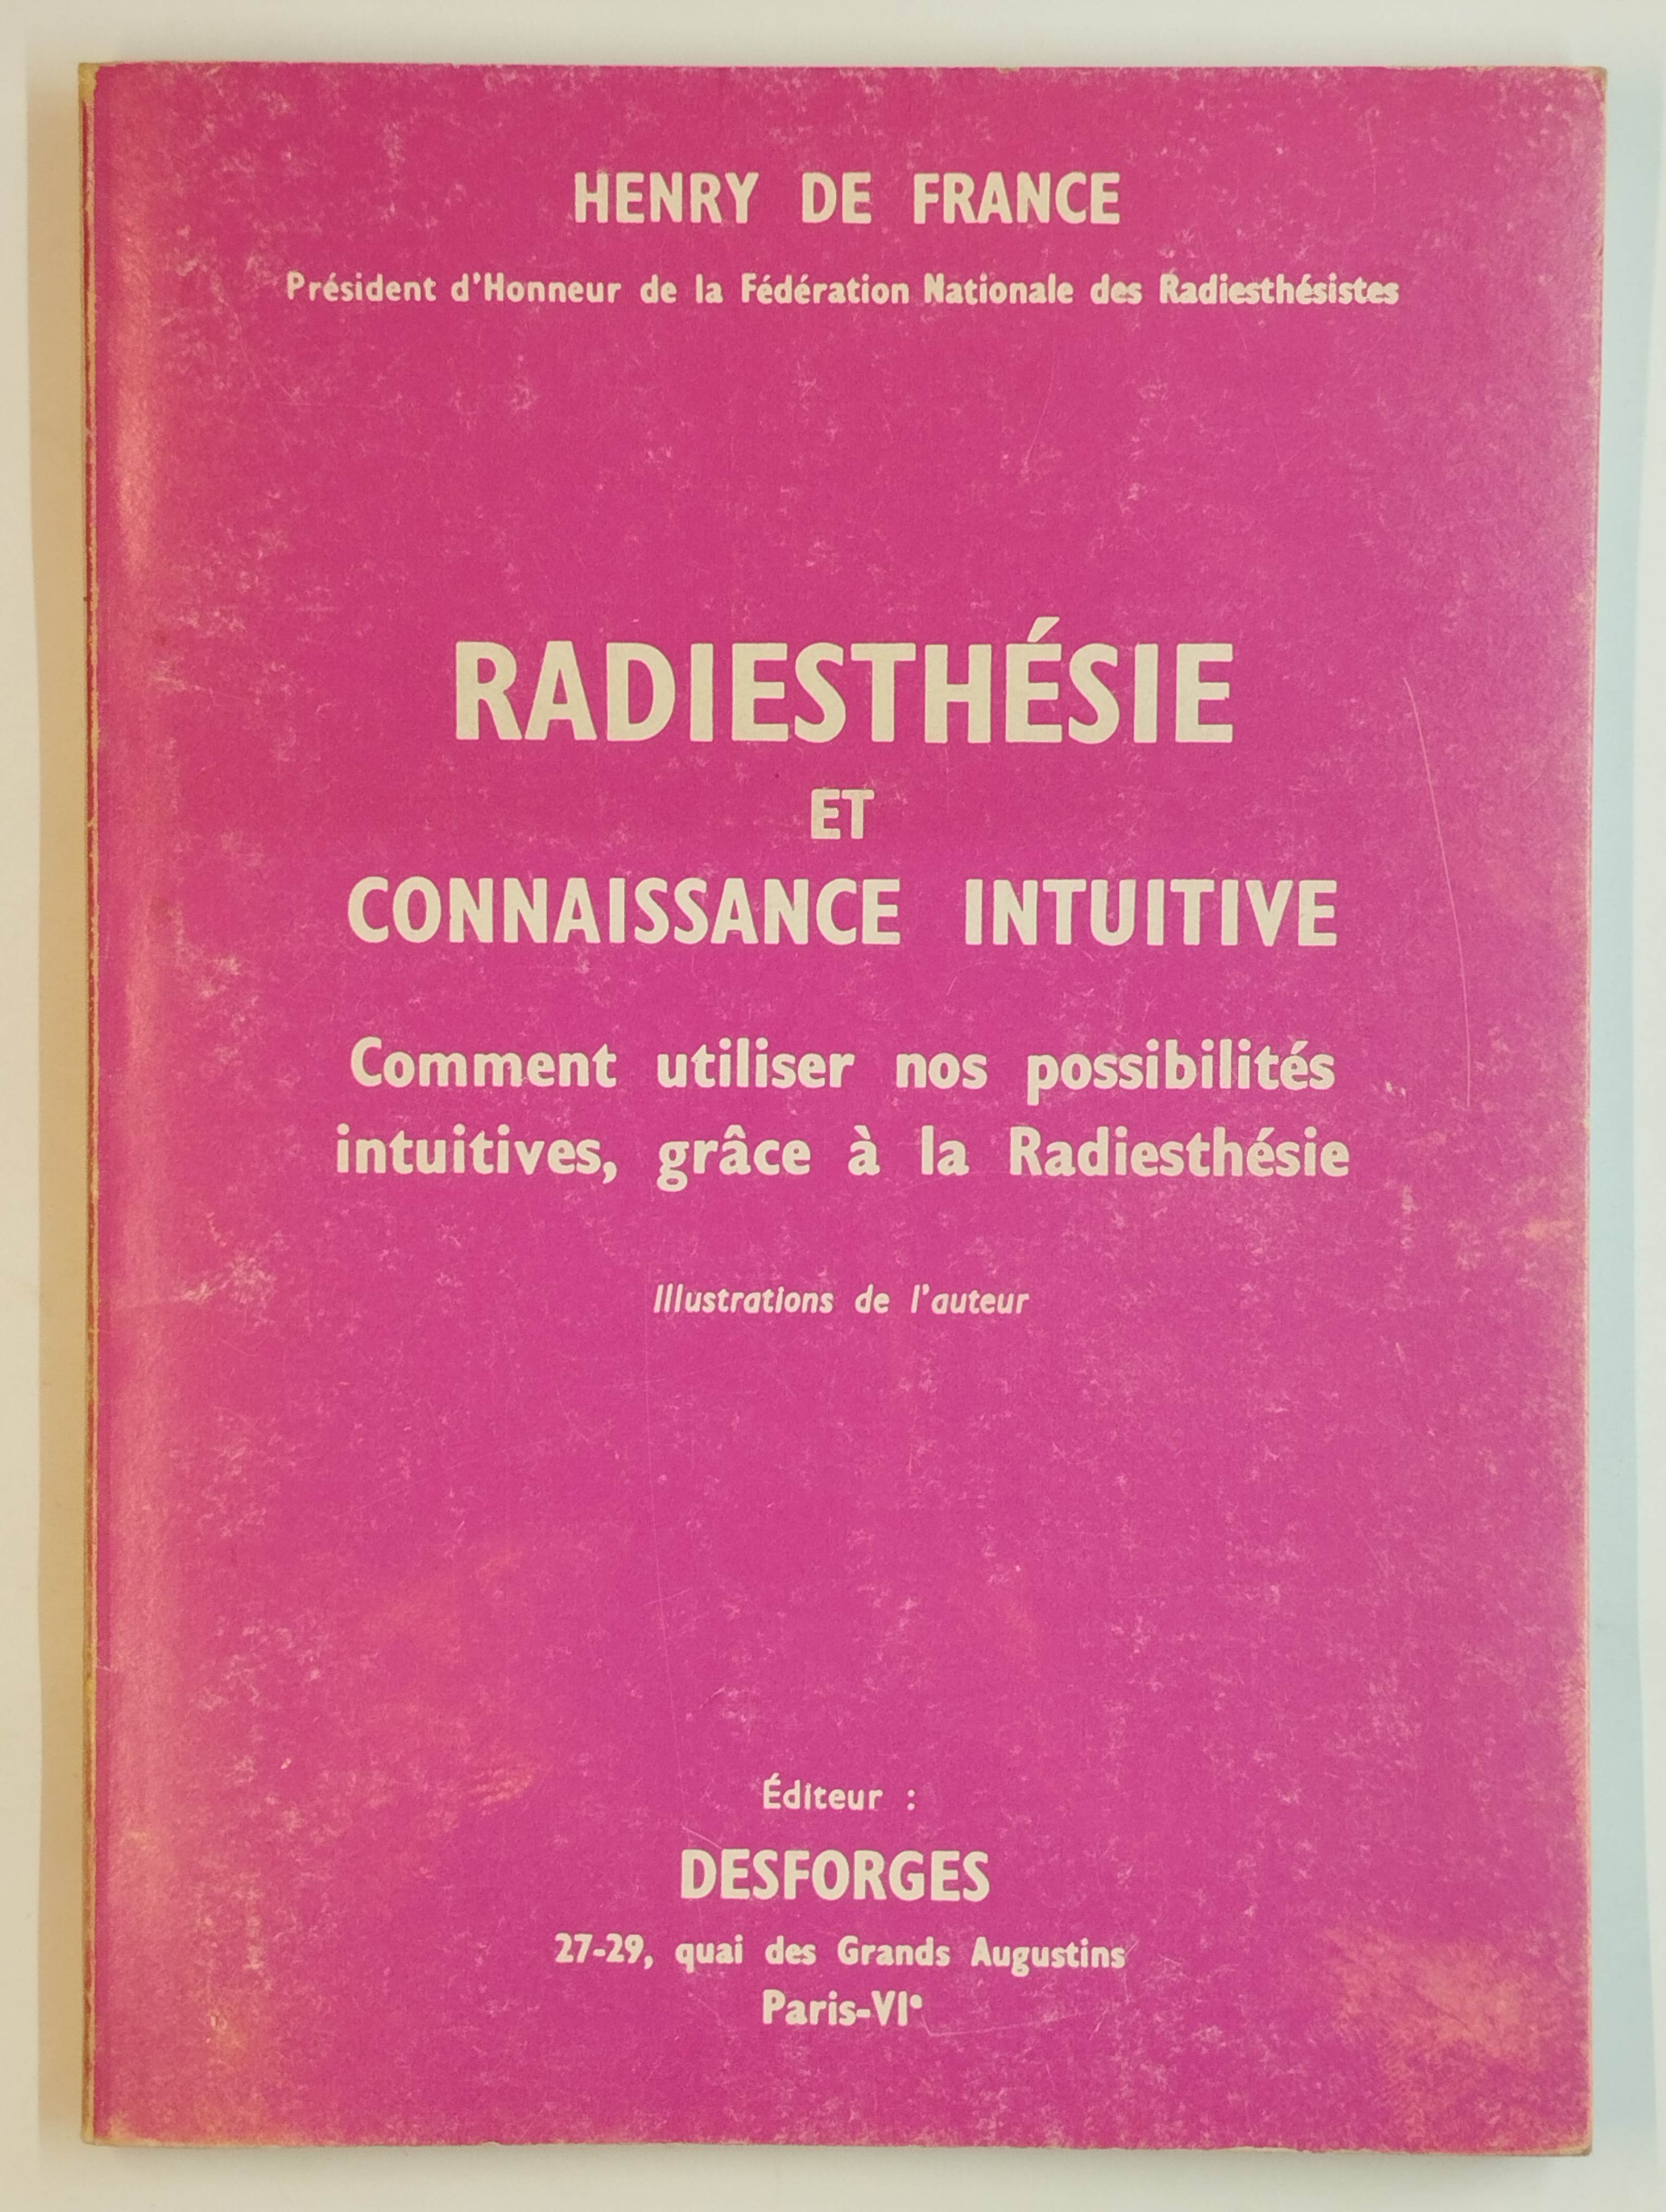 HENRY DE FRANCE
Président d'Honneur de la Fédération Nationale des Radiesthésistes
RADIESTHÉSIE
ET
CONNAISSANCE INTUITIVE
Comment utiliser nos possibilités
intuitives, grâce à la Radiesthésie
Illustrations de l'auteur
Éditeur :
DESFORGES
27-29, quai des Grands Augustins
Paris-VIᵉ